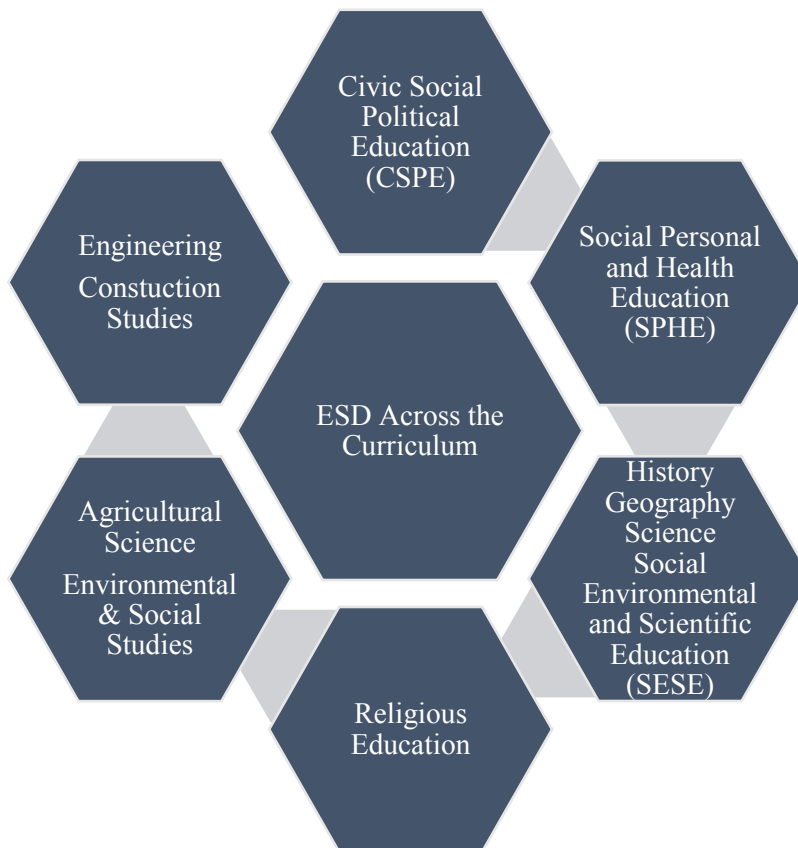 Civic Social
Political
Education
(CSPE)
Social Personal
and Health
Education
(SPHE)
History
Geography
Science
Social
Environmental
and Scientific
Education
(SESE)
Religious
Education
Agricultural
Science
Environmental
& Social
Studies
Engineering
Constuction
Studies
ESD Across the
Curriculum